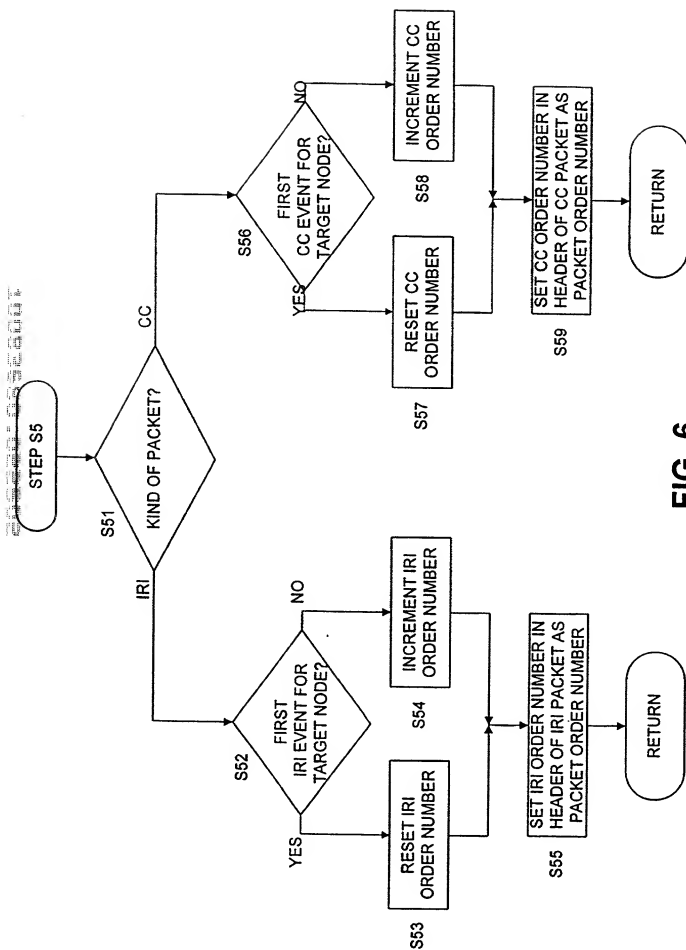 STEP S5
S51
KIND OF PACKET?
IRI
CC
S52
FIRST
IRI EVENT FOR
TARGET NODE?
YES
NO
S53
RESET IRI
ORDER NUMBER
S54
INCREMENT IRI
ORDER NUMBER
S55
SET IRI ORDER NUMBER IN
HEADER OF IRI PACKET AS
PACKET ORDER NUMBER
RETURN
S56
FIRST
CC EVENT FOR
TARGET NODE?
YES
NO
S57
RESET CC
ORDER NUMBER
S58
INCREMENT CC
ORDER NUMBER
S59
SET CC ORDER NUMBER IN
HEADER OF CC PACKET AS
PACKET ORDER NUMBER
RETURN
FIG. 6